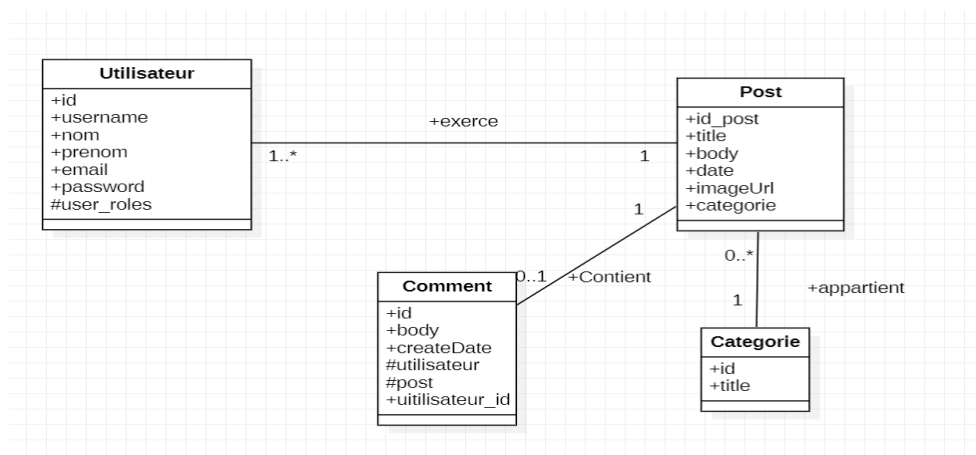 Utilisateur
+id
+username
+nom
+prenom
+email
+password
#user_roles
+exerce
1..*
1
Post
+id_post
+title
+body
+date
+imageUrl
+categorie
1
0..1
+Contient
Comment
+id
+body
+createDate
#utilisateur
#post
+uitilisateur_id
0..*
+appartient
1
Categorie
+id
+title